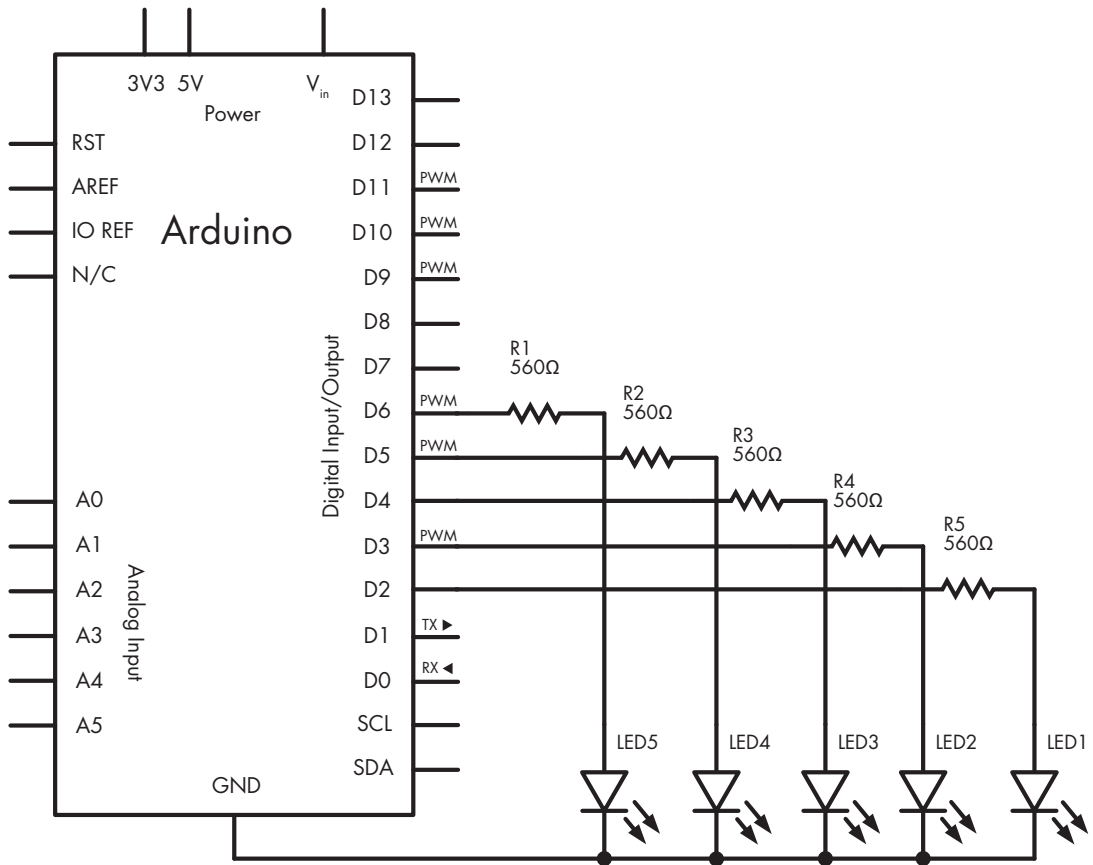 3V3 5V V in
Power
D13
RST
D12
AREF
D11 PWM
IO REF
Arduino
D10 PWM
N/C
D9 PWM
D8
Digital Input/Output
D7
R1
560Ω
D6 PWM
R2
560Ω
D5 PWM
R3
560Ω
A0
D4
R4
560Ω
A1
D3 PWM
R5
560Ω
A2
Analog Input
D2
A3
D1 TX ▶
A4
D0 RX ◀
A5
SCL
SDA
GND
LED5 LED4 LED3 LED2 LED1